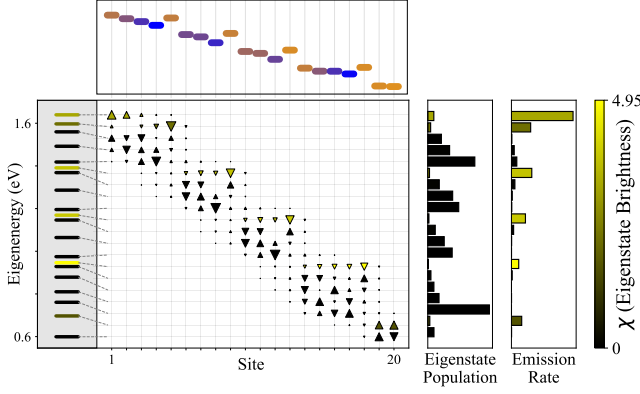 4.95
1.6
Eigenenergy (eV)
0.6
1
Site
20
Eigenstate
Population
Emission
Rate
0
χ (Eigenstate Brightness)